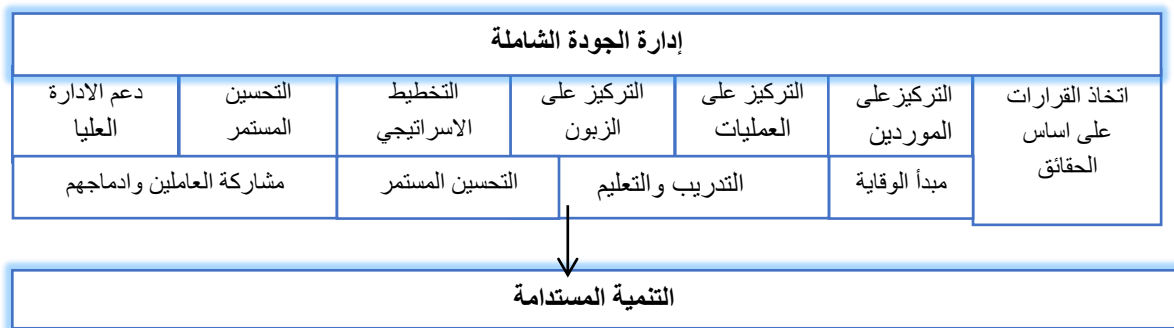 إدارة الجودة الشاملة
اتخاذ القرارات
على اساس
الحقائق
التركيزعلى
الموردين
التركيز على
العمليات
التركيز على
الزبون
التخطيط
الاسراتيجي
التحسين
المستمر
دعم الادارة
العليا
مبدأ الوقاية
التدريب والتعليم
التحسين المستمر
مشاركة العاملين وادماجهم
التنمية المستدامة